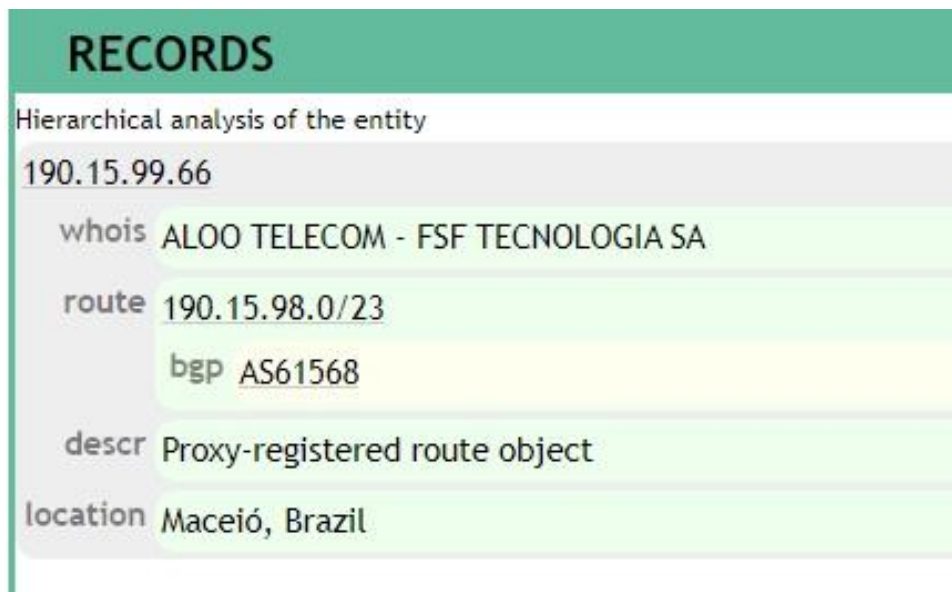 RECORDS
Hierarchical analysis of the entity
190.15.99.66
whois ALOO TELECOM - FSF TECNOLOGIA SA
route 190.15.98.0/23
bgp AS61568
descr Proxy-registered route object
location Maceió, Brazil